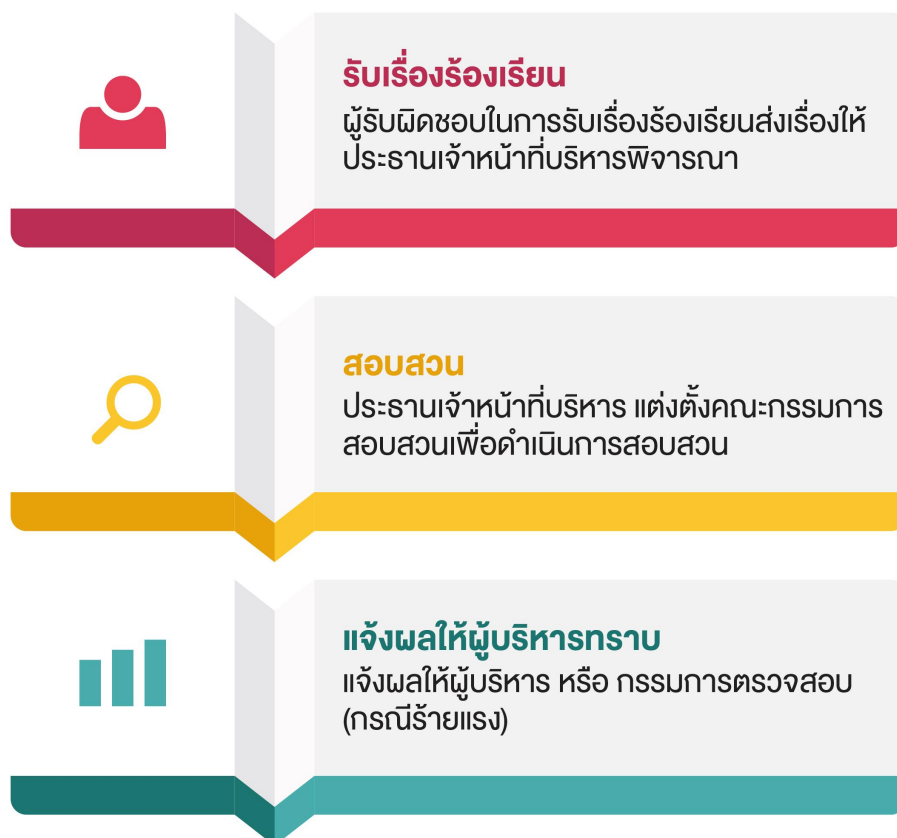 รับเรื่องร้องเรียน
ผู้รับผิดชอบในการรับเรื่องร้องเรียนส่งเรื่องให้
ประธานเจ้าหน้าที่บริหารพิจารณา
สอบสวน
ประธานเจ้าหน้าที่บริหาร แต่งตั้งคณะกรรมการ
สอบสวนเพื่อดำเนินการสอบสวน
แจ้งผลให้ผู้บริหารทราบ
แจ้งผลให้ผู้บริหาร หรือ กรรมการตรวจสอบ
(กรณีร้ายแรง)